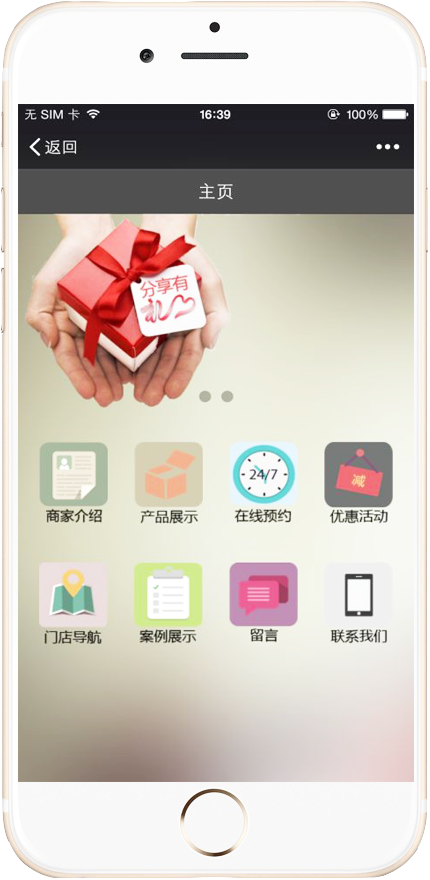 无 SIM 卡 16:39 100%
返回
主页
分享有
礼
24/7
减
商家介绍 产品展示 在线预约 优惠活动
门店导航 案例展示 留言 联系我们